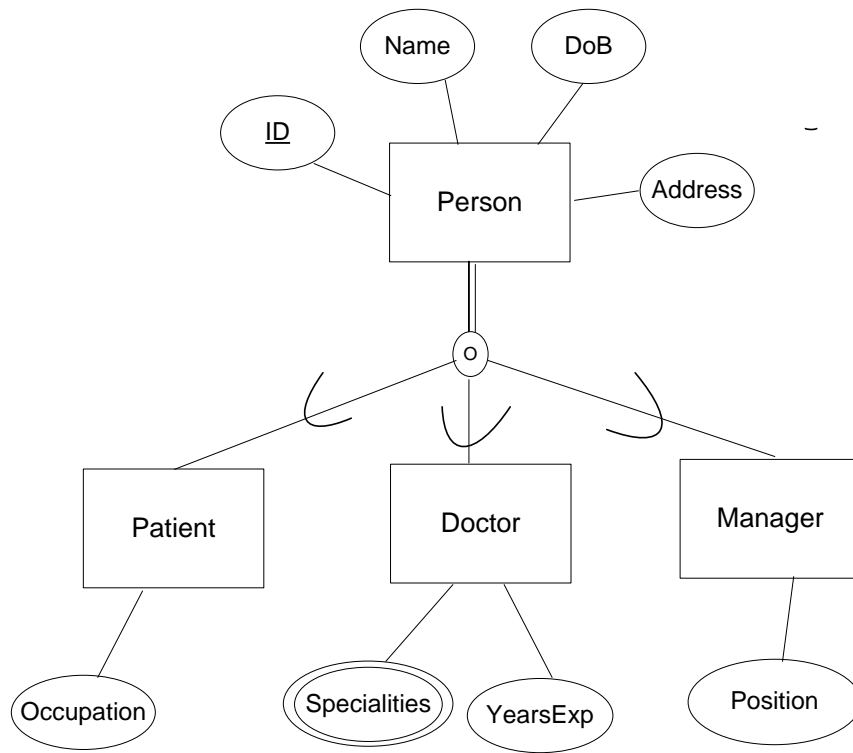 Name
DoB
ID
Address
Person
O
Patient
Doctor
Manager
Occupation
Specialities
YearsExp
Position